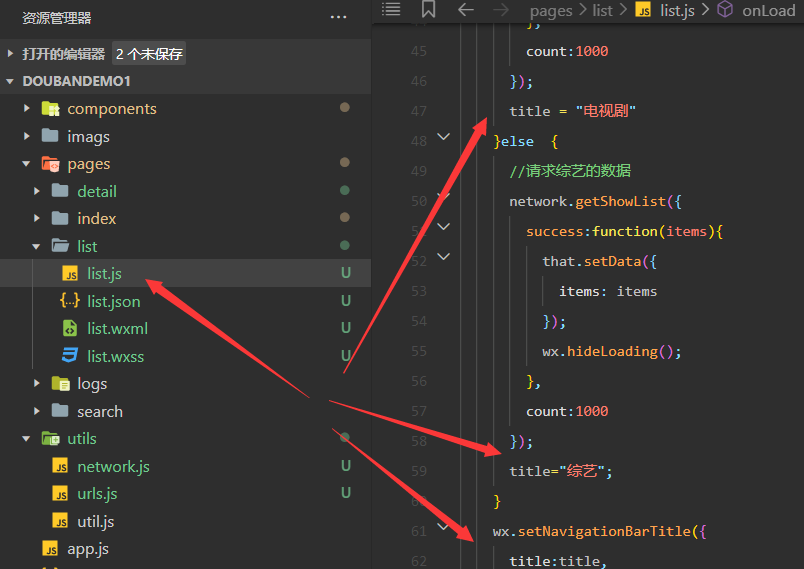 资源管理器
打开的编辑器 2 个未保存
DOUBANDEMO1
components
imags
pages
detail
index
list
list.js U
list.json U
list.wxml U
list.wxss U
logs
search
utils
network.js U
urls.js U
util.js
app.js
pages > list > list.js > onLoad
45 count:1000
46 });
47 title = "电视剧"
48 }else {
49 //请求综艺的数据
50 network.getShowList({
success:function(items){
52 that.setData({
53 items: items
54 });
55 wx.hideLoading();
56 },
57 count:1000
58 });
59 title="综艺";
60 }
61 wx.setNavigationBarTitle({
62 title:title,